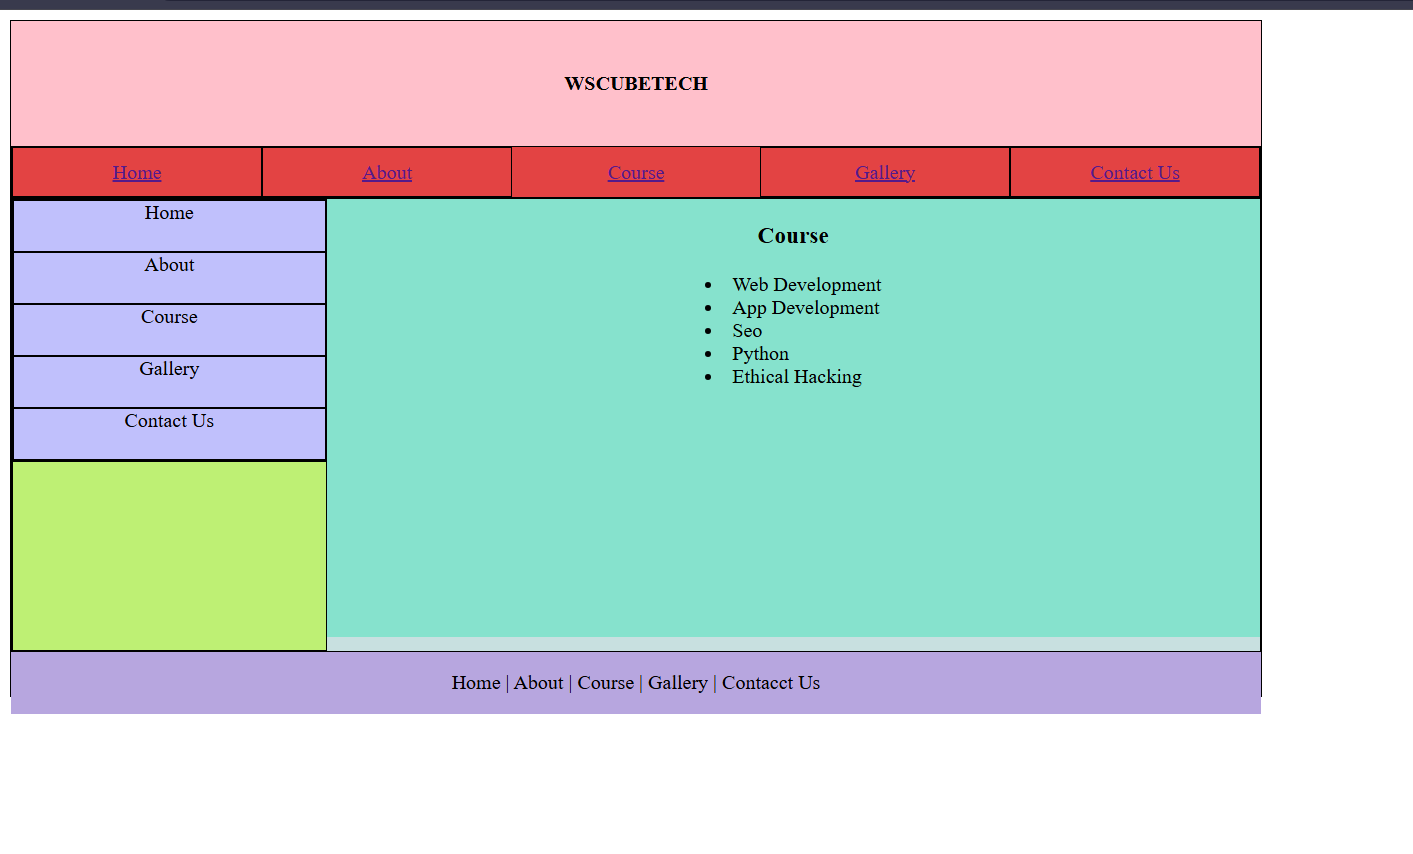 WSCUBETECH
Home About Course Gallery Contact Us
Home
About
Course
Gallery
Contact Us
Course
• Web Development
• App Development
• Seo
• Python
• Ethical Hacking
Home | About | Course | Gallery | Contacct Us